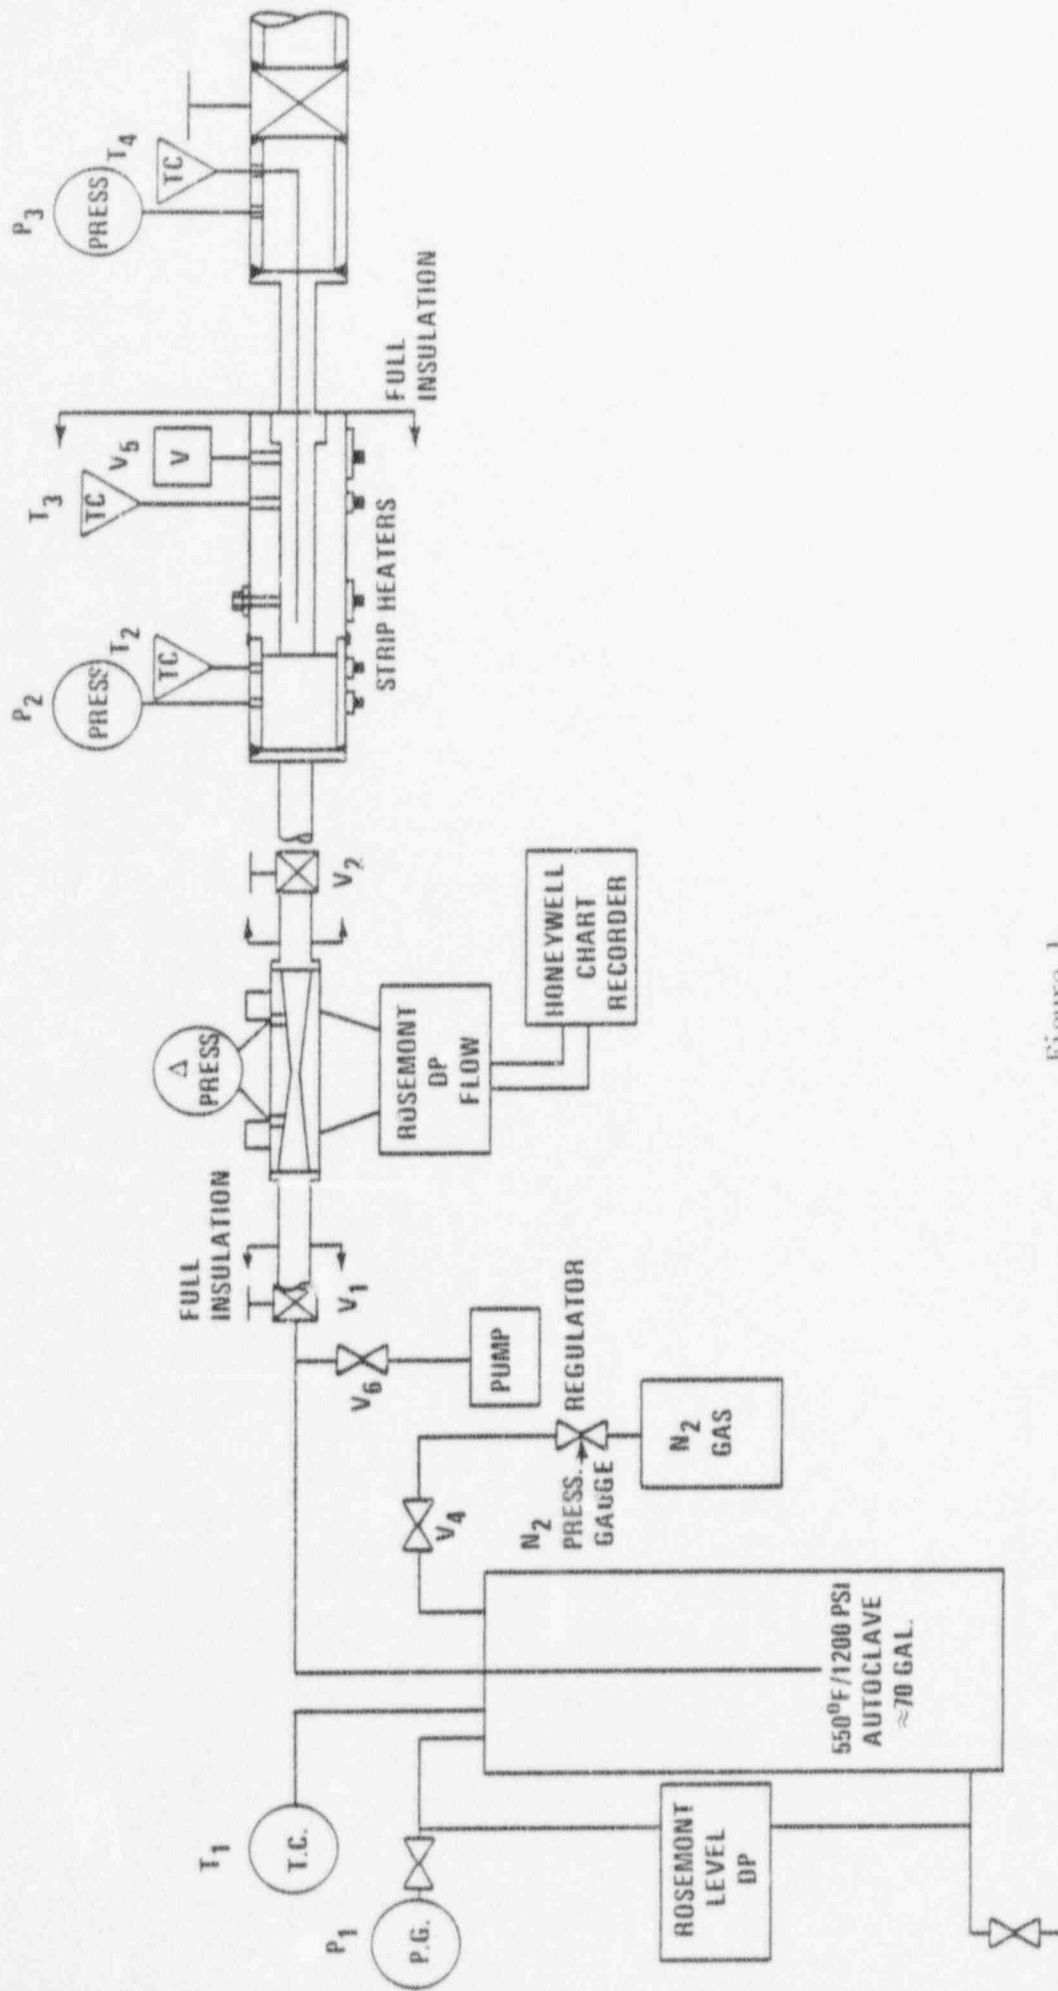 P3
PRESS
T4
TC
FULL
INSULATION
V5
V
T3
TC
STRIP HEATERS
P2
PRESS
T2
TC
V2
HONEYWELL
CHART
RECORDER
Δ
PRESS
ROSEMONT
DP
FLOW
FULL
INSULATION
V1
V6
PUMP
REGULATOR
N2
PRESS.
GAUGE
N2
GAS
V4
550°F/1200 PSI
AUTOCLAVE
≈70 GAL.
T1
T.C.
P1
P.G.
ROSEMONT
LEVEL
DP
Figure 1